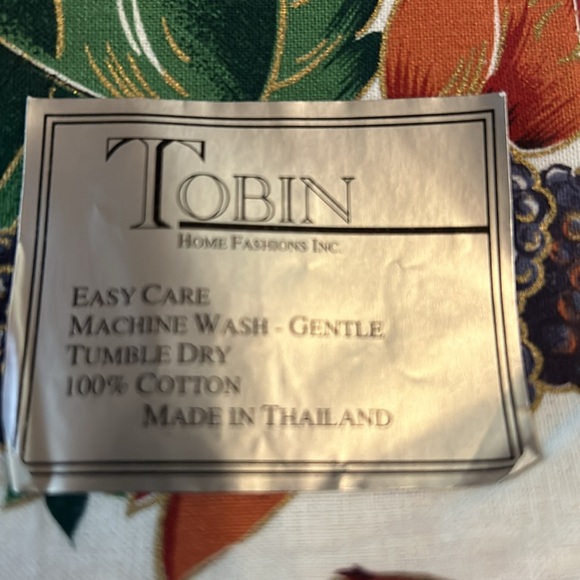 TOBIN
HOME FASHIONS INC.
EASY CARE
MACHINE WASH - GENTLE
TUMBLE DRY
100% COTTON
MADE IN THAILAND